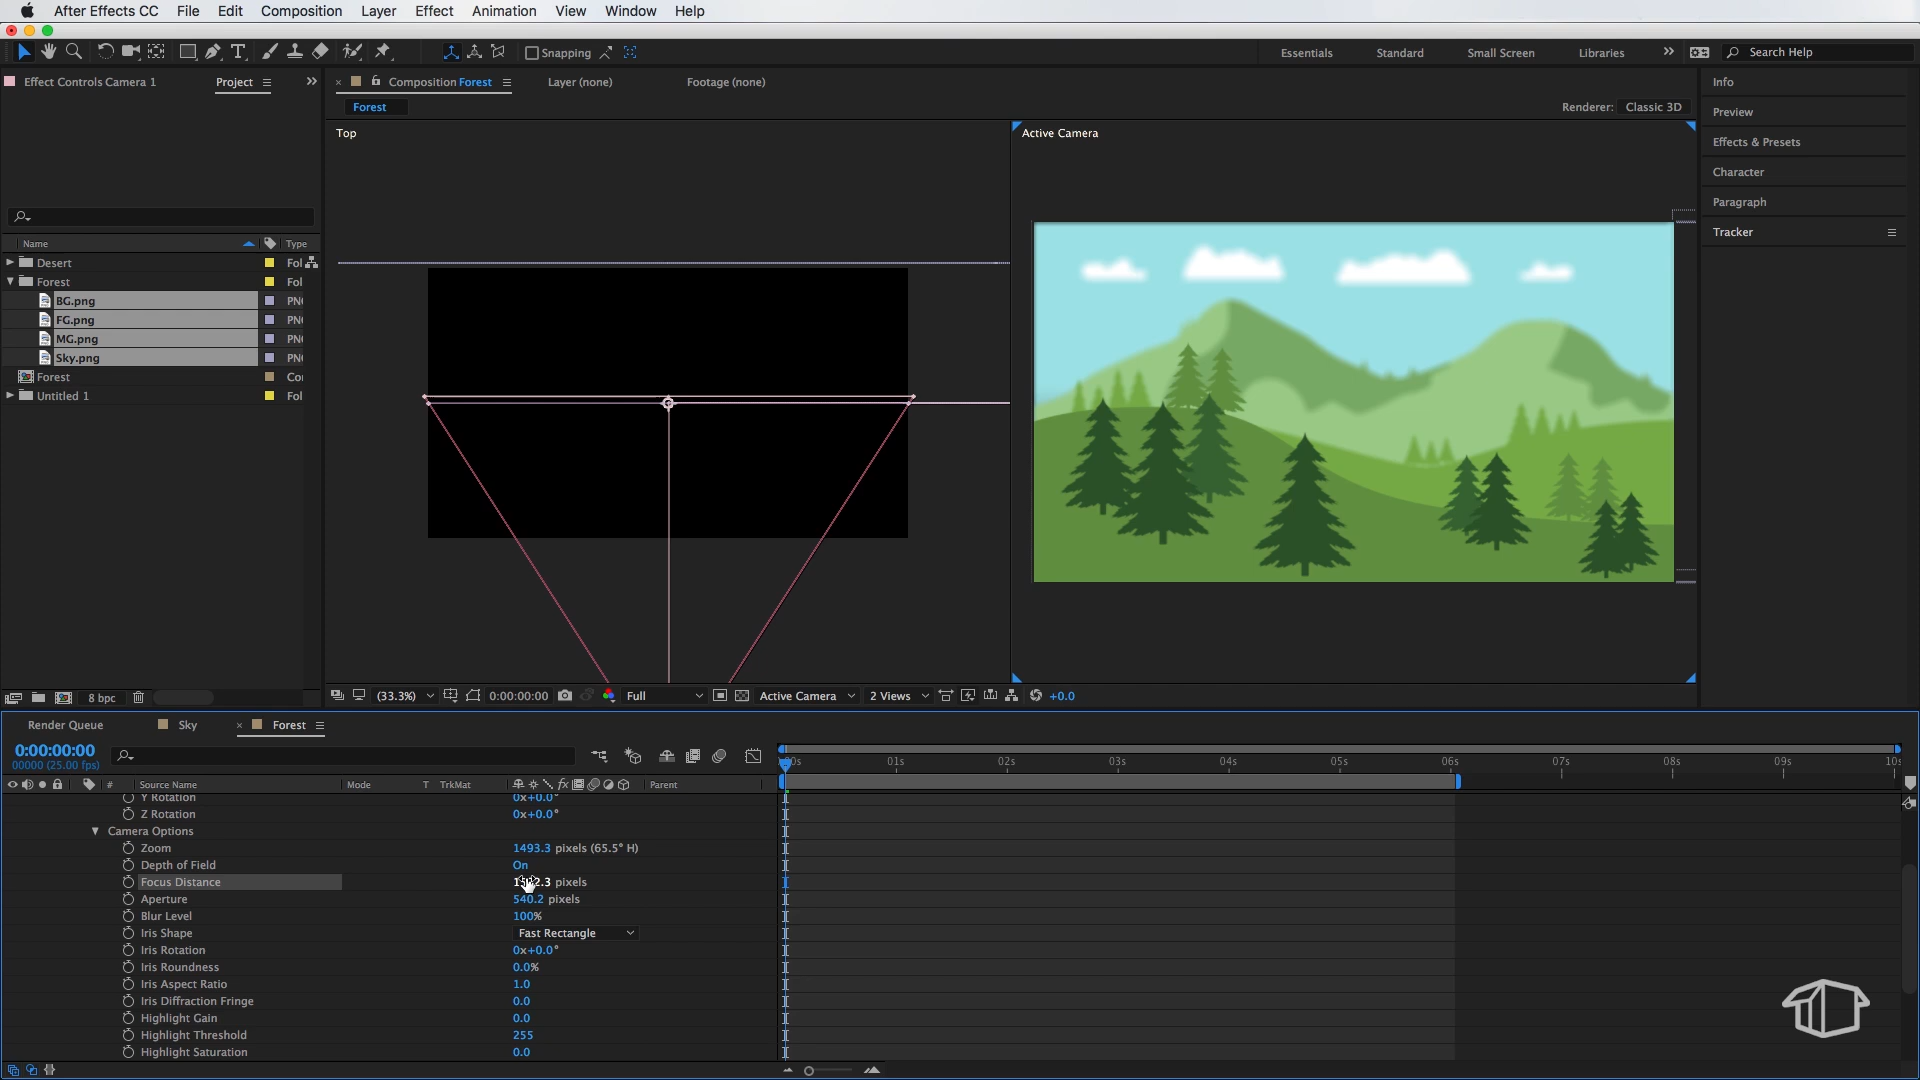 After Effects CC File Edit Composition Layer Effect Animation View Window Help
Snapping Essentials Standard Small Screen Libraries Search Help
Effect Controls Camera 1 Project Composition Forest Layer (none) Footage (none) Info
Forest Renderer: Classic 3D
Preview
Top Active Camera
Effects & Presets
Character
Paragraph
Tracker
Name Type
Desert Fol
Forest Fol
BG.png PN
FG.png PN
MG.png PN
Sky.png PN
Forest Co
Untitled 1 Fol
8 bpc (33.3%) 0:00:00:00 Full Active Camera 2 Views +0.0
Render Queue Sky Forest
0:00:00:00
00000 (25.00 fps)
00s 01s 02s 03s 04s 05s 06s 07s 08s 09s 10s
# Source Name Mode T TrkMat fx Parent
Y Rotation 0x+0.0°
Z Rotation 0x+0.0°
Camera Options
Zoom 1493.3 pixels (65.5° H)
Depth of Field On
Focus Distance pixels
Aperture 540.2 pixels
Blur Level 100%
Iris Shape Fast Rectangle
Iris Rotation 0x+0.0°
Iris Roundness 0.0%
Iris Aspect Ratio 1.0
Iris Diffraction Fringe 0.0
Highlight Gain 0.0
Highlight Threshold 255
Highlight Saturation 0.0